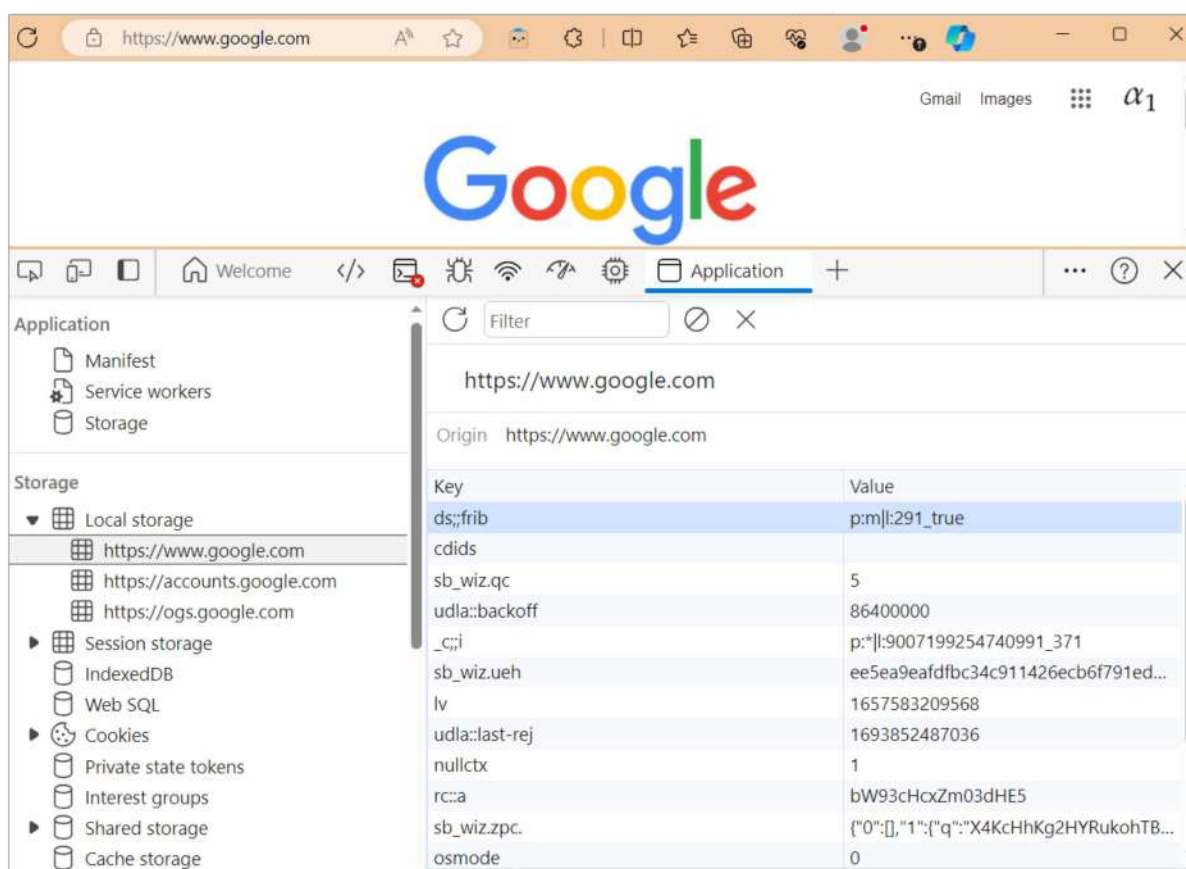 https://www.google.com
Gmail Images α1
Google
Welcome Application
Application
Manifest
Service workers
Storage
Storage
Local storage
https://www.google.com
https://accounts.google.com
https://ogs.google.com
Session storage
IndexedDB
Web SQL
Cookies
Private state tokens
Interest groups
Shared storage
Cache storage
Filter
https://www.google.com
Origin https://www.google.com
Key Value
ds;;frib p:m|l:291_true
cdids
sb_wiz.qc 5
udla::backoff 86400000
_c;;i p:*|l:9007199254740991_371
sb_wiz.ueh ee5ea9eafdfbc34c911426ecb6f791ed...
lv 1657583209568
udla::last-rej 1693852487036
nullctx 1
rc::a bW93cHcxZm03dHE5
sb_wiz.zpc. {"0":[],"1":{"q":"X4KcHhKg2HYRukohTB...
osmode 0